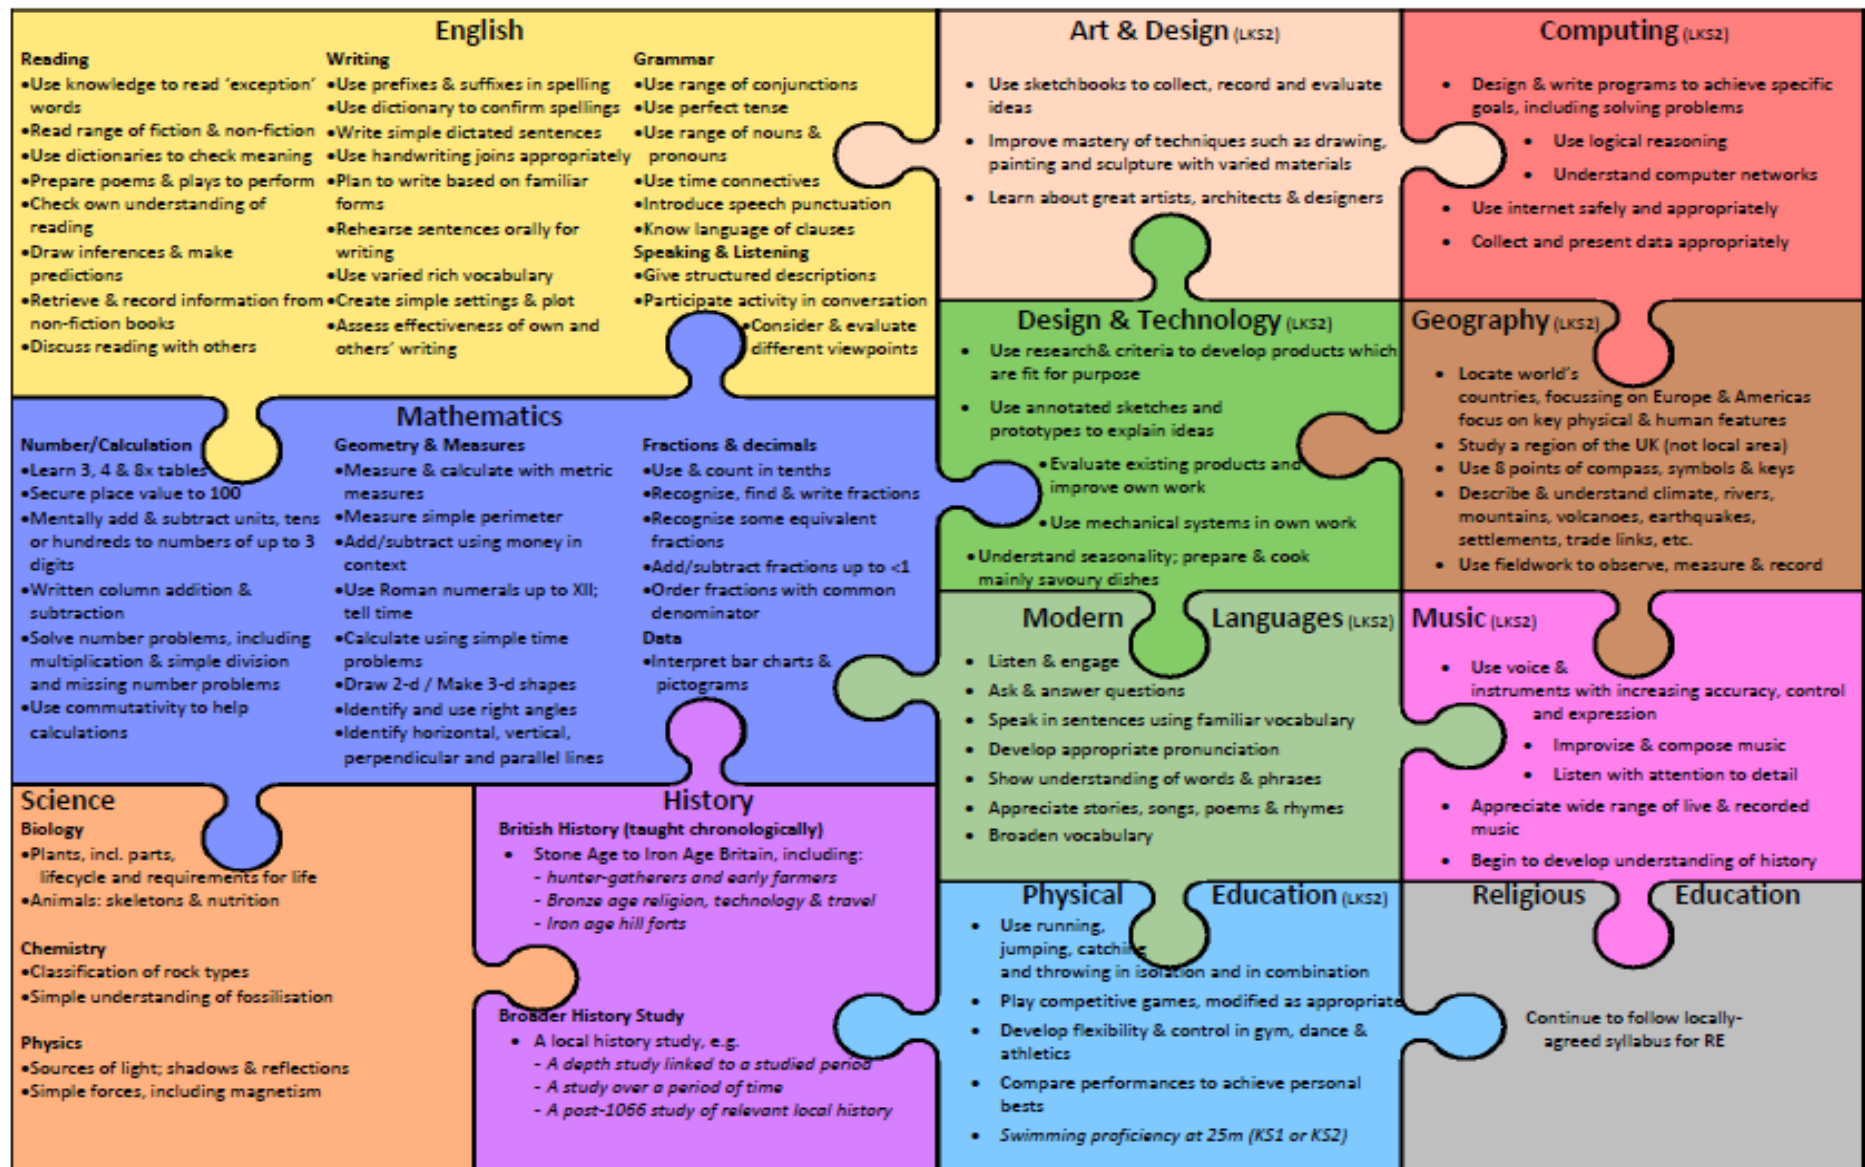 English
Reading
•Use knowledge to read ‘exception’
words
•Read range of fiction & non-fiction
•Use dictionaries to check meaning
•Prepare poems & plays to perform
•Check own understanding of
reading
•Draw inferences & make
predictions
•Retrieve & record information from
non-fiction books
•Discuss reading with others
Writing
•Use prefixes & suffixes in spelling
•Use dictionary to confirm spellings
•Write simple dictated sentences
•Use handwriting joins appropriately
•Plan to write based on familiar
forms
•Rehearse sentences orally for
writing
•Use varied rich vocabulary
•Create simple settings & plot
•Assess effectiveness of own and
others’ writing
Grammar
•Use range of conjunctions
•Use perfect tense
•Use range of nouns &
pronouns
•Use time connectives
•Introduce speech punctuation
•Know language of clauses
Speaking & Listening
•Give structured descriptions
•Participate activity in conversation
•Consider & evaluate
different viewpoints
Art & Design (LKS2)
• Use sketchbooks to collect, record and evaluate
ideas
• Improve mastery of techniques such as drawing,
painting and sculpture with varied materials
• Learn about great artists, architects & designers
Computing (LKS2)
• Design & write programs to achieve specific
goals, including solving problems
• Use logical reasoning
• Understand computer networks
• Use internet safely and appropriately
• Collect and present data appropriately
Design & Technology (LKS2)
• Use research& criteria to develop products which
are fit for purpose
• Use annotated sketches and
prototypes to explain ideas
•Evaluate existing products and
improve own work
•Use mechanical systems in own work
•Understand seasonality; prepare & cook
mainly savoury dishes
Geography (LKS2)
• Locate world’s
countries, focussing on Europe & Americas
focus on key physical & human features
• Study a region of the UK (not local area)
• Use 8 points of compass, symbols & keys
• Describe & understand climate, rivers,
mountains, volcanoes, earthquakes,
settlements, trade links, etc.
• Use fieldwork to observe, measure & record
Mathematics
Number/Calculation
•Learn 3, 4 & 8x tables
•Secure place value to 100
•Mentally add & subtract units, tens
or hundreds to numbers of up to 3
digits
•Written column addition &
subtraction
•Solve number problems, including
multiplication & simple division
and missing number problems
•Use commutativity to help
calculations
Geometry & Measures
•Measure & calculate with metric
measures
•Measure simple perimeter
•Add/subtract using money in
context
•Use Roman numerals up to XII;
tell time
•Calculate using simple time
problems
•Draw 2-d / Make 3-d shapes
•Identify and use right angles
•Identify horizontal, vertical,
perpendicular and parallel lines
Fractions & decimals
•Use & count in tenths
•Recognise, find & write fractions
•Recognise some equivalent
fractions
•Add/subtract fractions up to <1
•Order fractions with common
denominator
Data
•Interpret bar charts &
pictograms
Modern Languages (LKS2)
• Listen & engage
• Ask & answer questions
• Speak in sentences using familiar vocabulary
• Develop appropriate pronunciation
• Show understanding of words & phrases
• Appreciate stories, songs, poems & rhymes
• Broaden vocabulary
Music (LKS2)
• Use voice &
instruments with increasing accuracy, control
and expression
• Improvise & compose music
• Listen with attention to detail
• Appreciate wide range of live & recorded
music
• Begin to develop understanding of history
Science
Biology
•Plants, incl. parts,
lifecycle and requirements for life
•Animals: skeletons & nutrition
Chemistry
•Classification of rock types
•Simple understanding of fossilisation
Physics
•Sources of light; shadows & reflections
•Simple forces, including magnetism
History
British History (taught chronologically)
• Stone Age to Iron Age Britain, including:
- hunter-gatherers and early farmers
- Bronze age religion, technology & travel
- Iron age hill forts
Broader History Study
• A local history study, e.g.
- A depth study linked to a studied period
- A study over a period of time
- A post-1066 study of relevant local history
Physical Education (LKS2)
• Use running,
jumping, catching
and throwing in isolation and in combination
• Play competitive games, modified as appropriate
• Develop flexibility & control in gym, dance &
athletics
• Compare performances to achieve personal
bests
• Swimming proficiency at 25m (KS1 or KS2)
Religious Education
Continue to follow locally-
agreed syllabus for RE